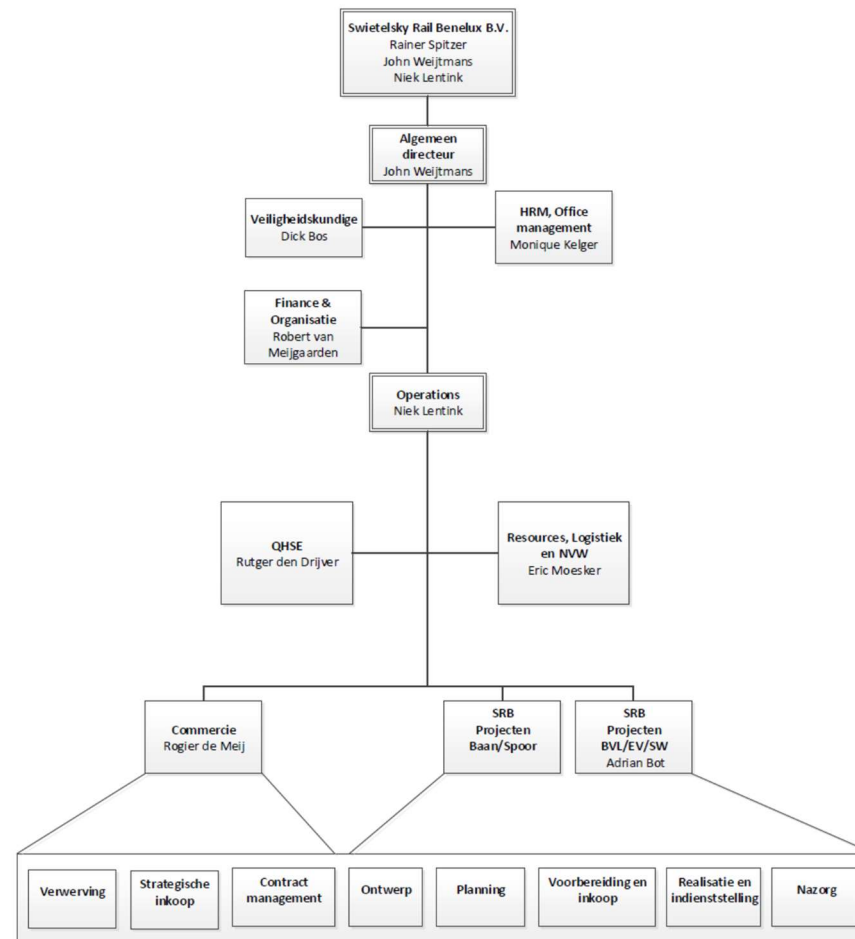 Swietelsky Rail Benelux B.V.
Rainer Spitzer
John Weijtmans
Niek Lentink
Algemeen
directeur
John Weijtmans
Veiligheidskundige
Dick Bos
HRM, Office
management
Monique Kelger
Finance &
Organisatie
Robert van
Meijgaarden
Operations
Niek Lentink
QHSE
Rutger den Drijver
Resources, Logistiek
en NVW
Eric Moesker
Commercie
Rogier de Meij
SRB
Projecten
Baan/Spoor
SRB
Projecten
BVL/EV/SW
Adrian Bot
Verwerving
Strategische
inkoop
Contract
management
Ontwerp
Planning
Voorbereiding en
inkoop
Realisatie en
indienststelling
Nazorg